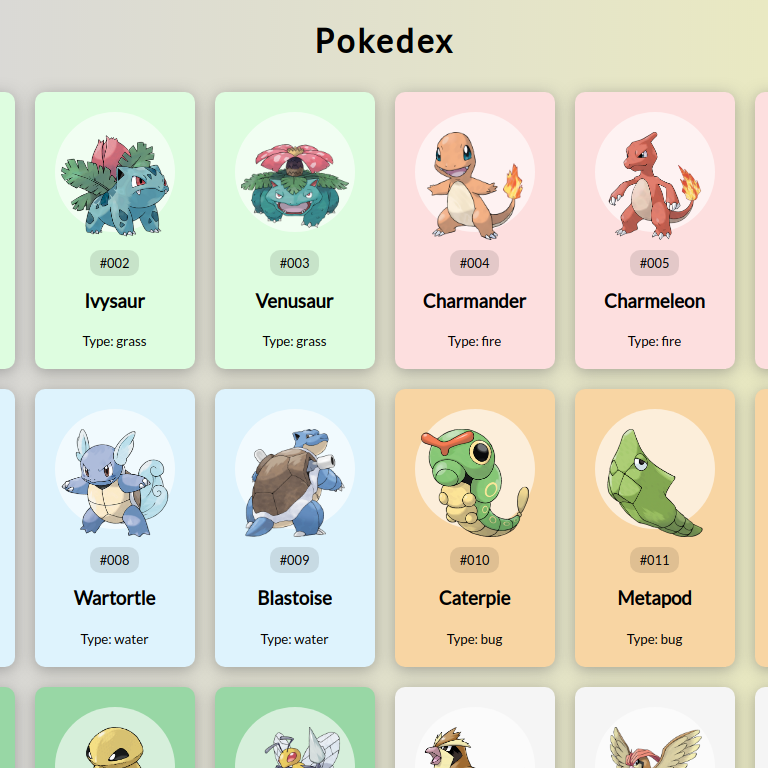 Pokedex
#002
Ivysaur
Type: grass
#003
Venusaur
Type: grass
#004
Charmander
Type: fire
#005
Charmeleon
Type: fire
#008
Wartortle
Type: water
#009
Blastoise
Type: water
#010
Caterpie
Type: bug
#011
Metapod
Type: bug